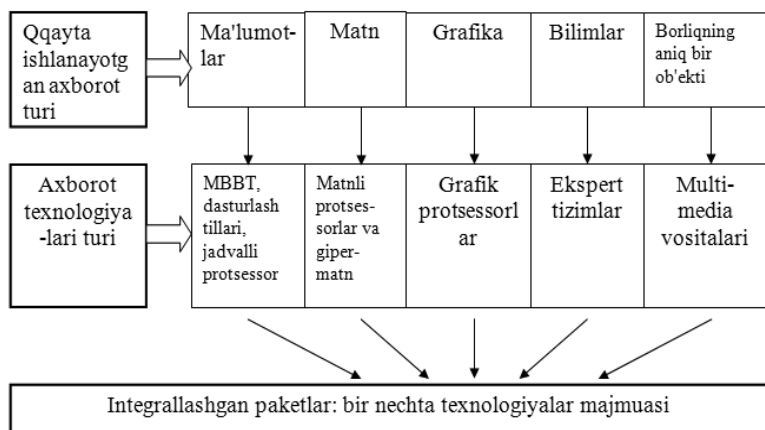 Qqayta
ishlanayotg
an axborot
turi
Ma'lumot-
lar
Matn
Grafika
Bilimlar
Borliqning
aniq bir
ob'ekti
Axborot
texnologiya
-lari turi
MBBT,
dasturlash
tillari,
jadvalli
protsessor
Matnli
protses-
sorlar va
giper-
matn
Grafik
protsessorl
ar
Ekspert
tizimlar
Multi-
media
vositalari
Integrallashgan paketlar: bir nechta texnologiyalar majmuasi